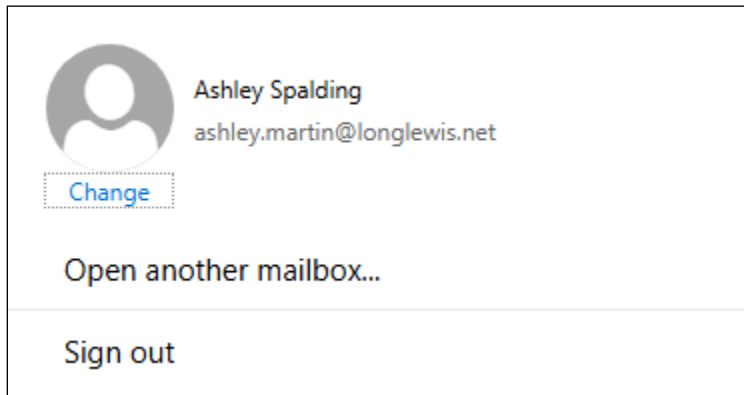 Ashley Spalding
ashley.martin@longlewis.net
Change
Open another mailbox...
Sign out